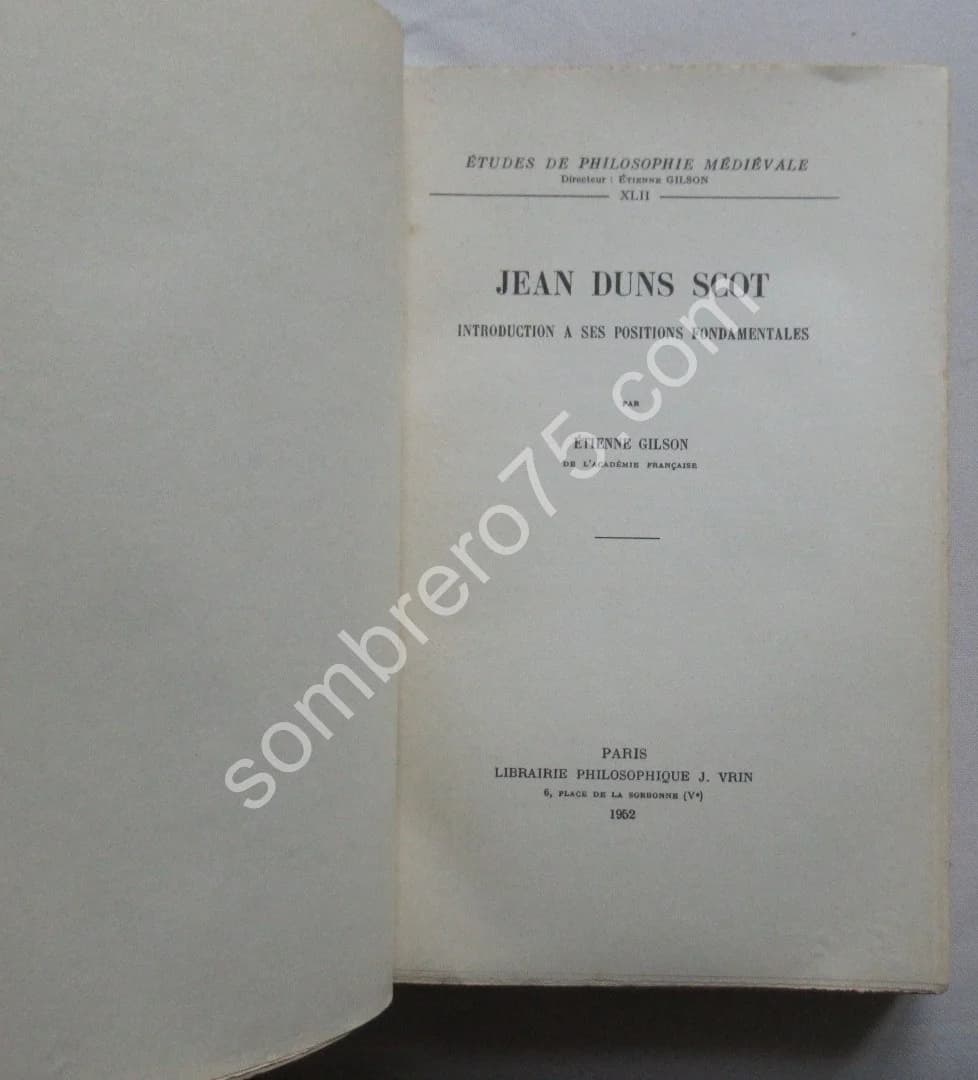 ÉTUDES DE PHILOSOPHIE MÉDIÉVALE
Directeur : ÉTIENNE GILSON
XLII
JEAN DUNS SCOT
INTRODUCTION A SES POSITIONS FONDAMENTALES
PAR
ÉTIENNE GILSON
DE L'ACADÉMIE FRANÇAISE
PARIS
LIBRAIRIE PHILOSOPHIQUE J. VRIN
6, PLACE DE LA SORBONNE (Ve)
1952
sombrero75.com